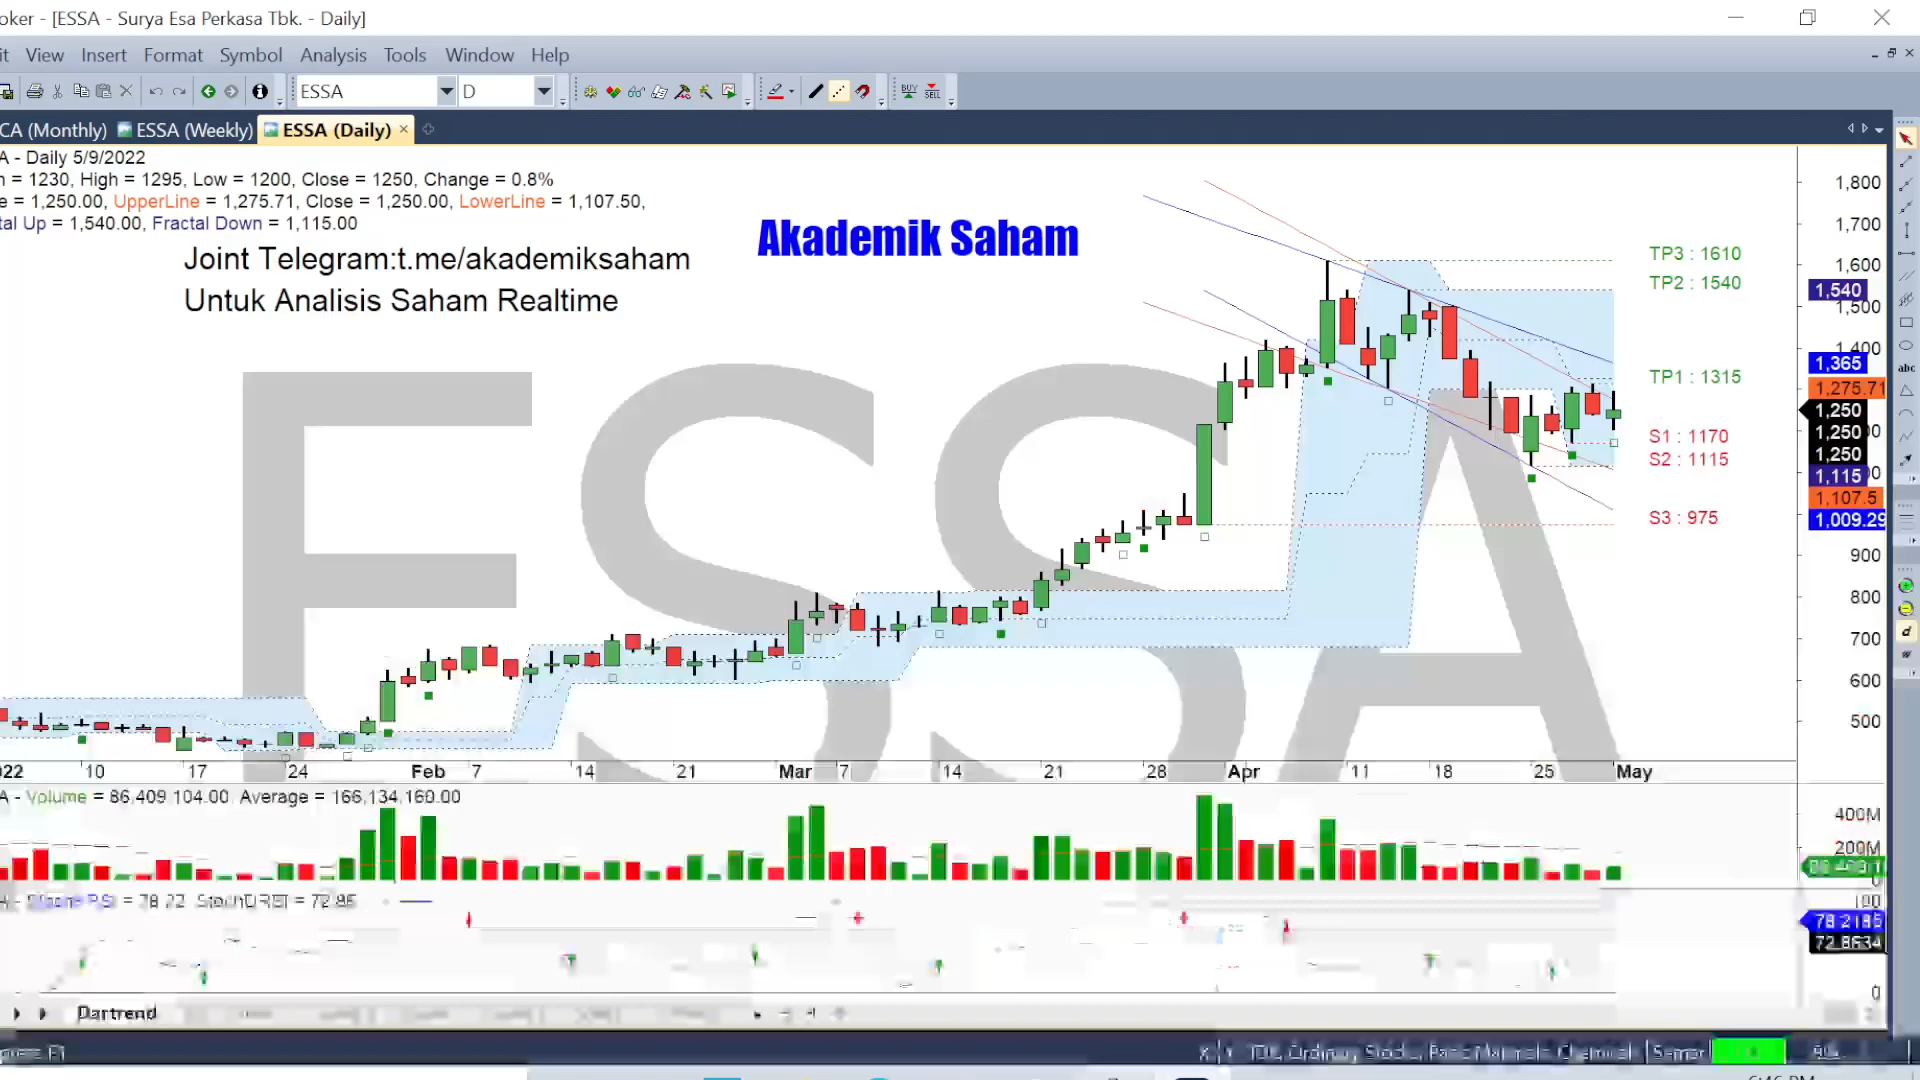 oker - [ESSA - Surya Esa Perkasa Tbk. - Daily]
it View Insert Format Symbol Analysis Tools Window Help
ESSA D BUY SELL
CA (Monthly) ESSA (Weekly) ESSA (Daily)
A - Daily 5/9/2022
n = 1230, High = 1295, Low = 1200, Close = 1250, Change = 0.8%
e = 1,250.00, UpperLine = 1,275.71, Close = 1,250.00, LowerLine = 1,107.50,
tal Up = 1,540.00, Fractal Down = 1,115.00
Akademik Saham
Joint Telegram:t.me/akademiksaham
Untuk Analisis Saham Realtime
ESSA
TP3 : 1610
TP2 : 1540
TP1 : 1315
S1 : 1170
S2 : 1115
S3 : 975
1,800
1,700
1,600
1,540
1,500
1,400
1,365
1,275.71
1,250
1,250
1,250
1,115
1,107.5
1,009.29
900
800
700
600
500
abc
22 10 17 24 Feb 7 14 21 Mar 7 14 21 28 Apr 11 18 25 May
A - Volume = 86,409,104.00 Average = 166,134,160.00
400M
200M
0
100
78.2185
72.8634
0
Dartrend